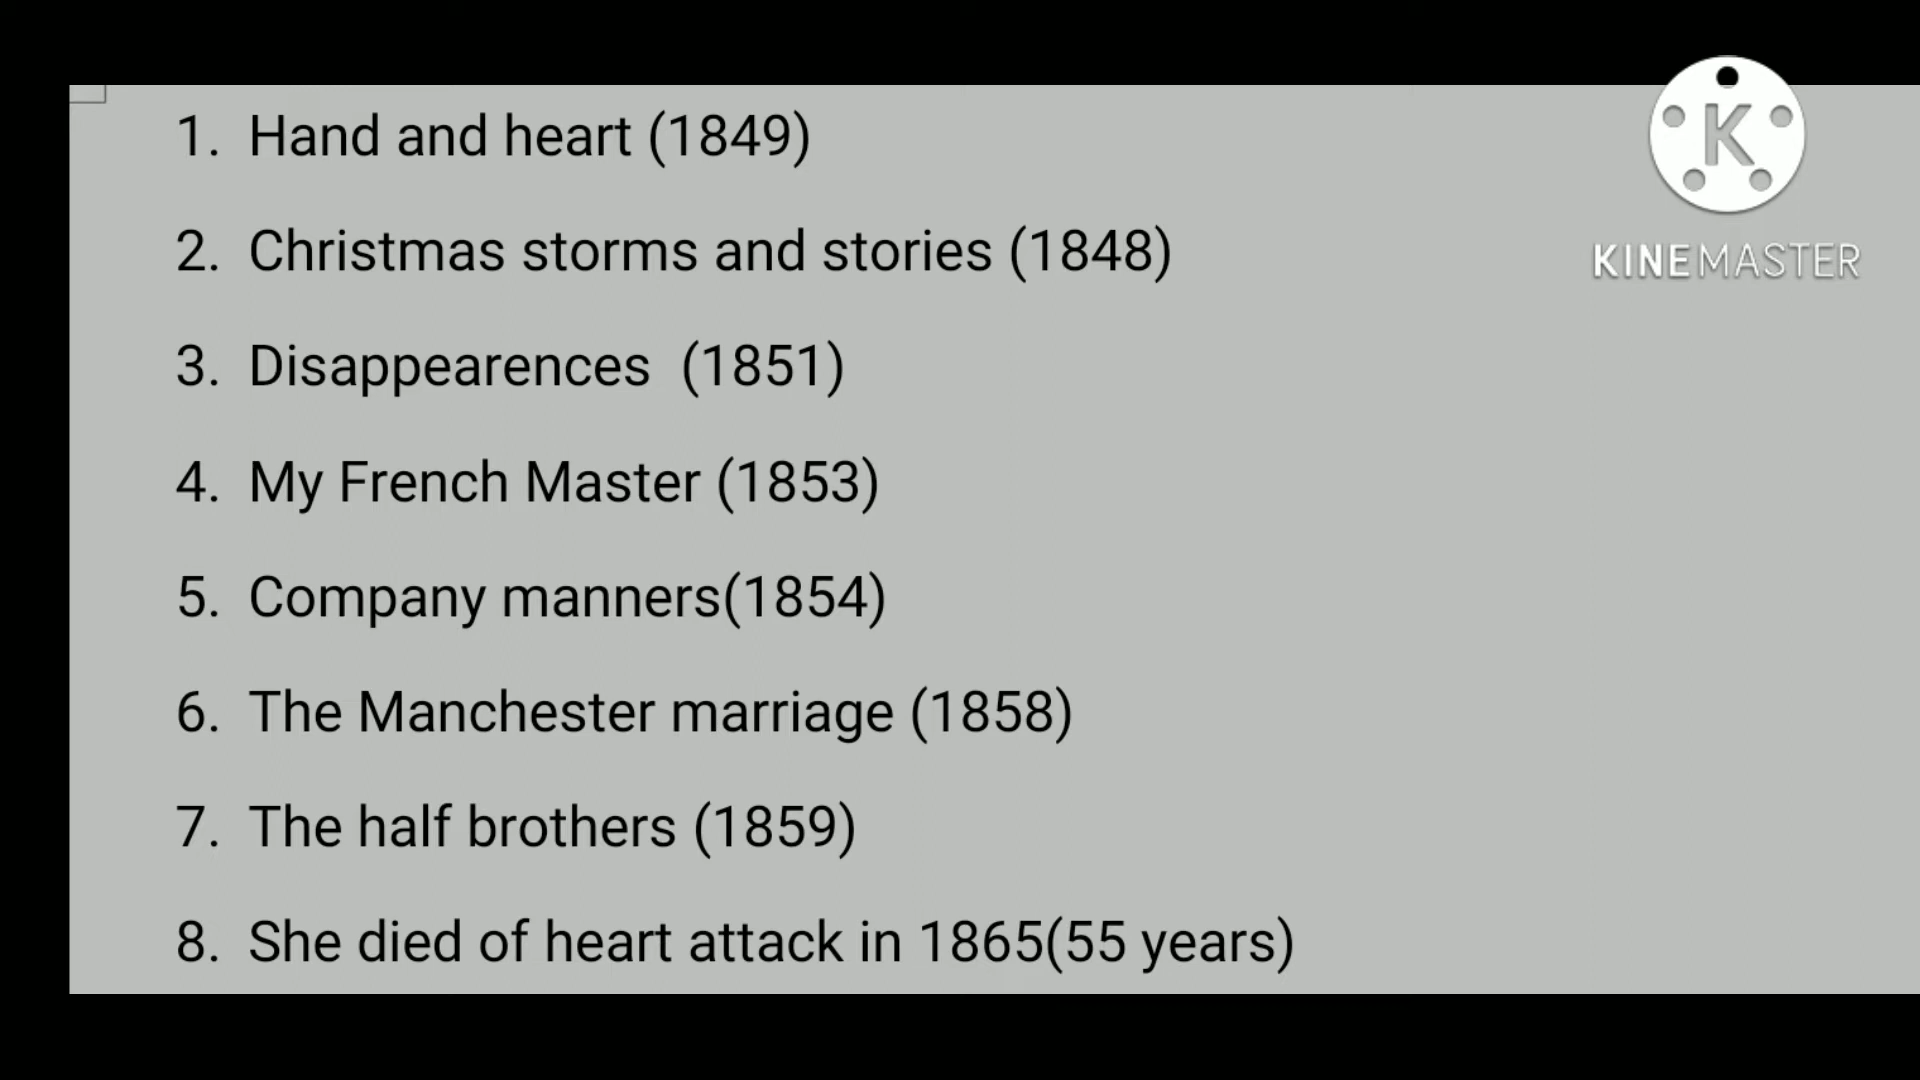 1. Hand and heart (1849)
2. Christmas storms and stories (1848)
3. Disappearences (1851)
4. My French Master (1853)
5. Company manners(1854)
6. The Manchester marriage (1858)
7. The half brothers (1859)
8. She died of heart attack in 1865(55 years)
K
KINEMASTER